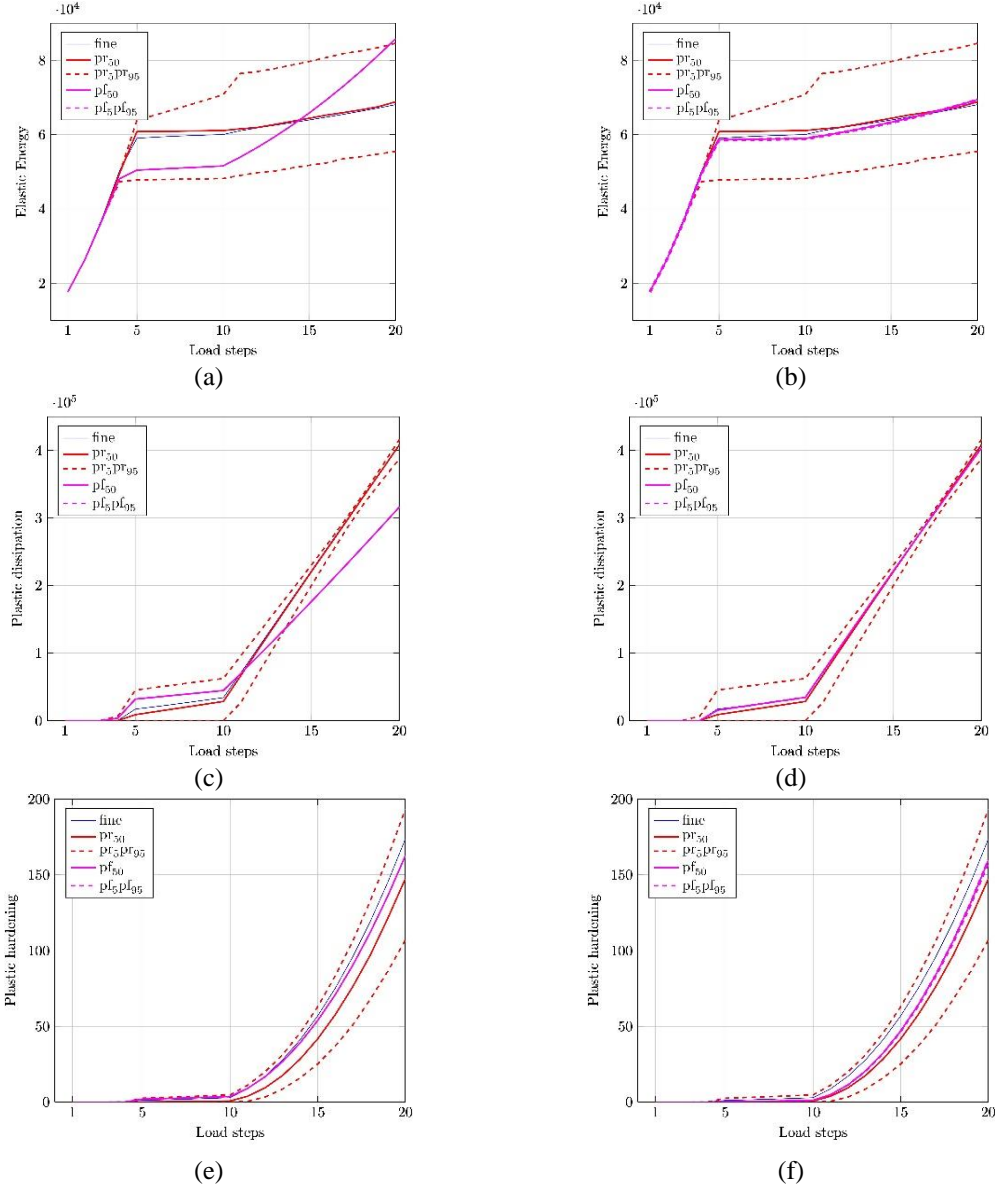 ·10⁴
fine
pr₅₀
pr₅pr₉₅
pf₅₀
pf₅pf₉₅
8
6
4
2
Elastic Energy
1 5 10 15 20
Load steps
(a)
·10⁴
fine
pr₅₀
pr₅pr₉₅
pf₅₀
pf₅pf₉₅
8
6
4
2
Elastic Energy
1 5 10 15 20
Load steps
(b)
·10⁵
fine
pr₅₀
pr₅pr₉₅
pf₅₀
pf₅pf₉₅
4
3
2
1
0
Plastic dissipation
1 5 10 15 20
Load steps
(c)
·10⁵
fine
pr₅₀
pr₅pr₉₅
pf₅₀
pf₅pf₉₅
4
3
2
1
0
Plastic dissipation
1 5 10 15 20
Load steps
(d)
fine
pr₅₀
pr₅pr₉₅
pf₅₀
pf₅pf₉₅
200
150
100
50
0
Plastic hardening
1 5 10 15 20
Load steps
(e)
fine
pr₅₀
pr₅pr₉₅
pf₅₀
pf₅pf₉₅
200
150
100
50
0
Plastic hardening
1 5 10 15 20
Load steps
(f)